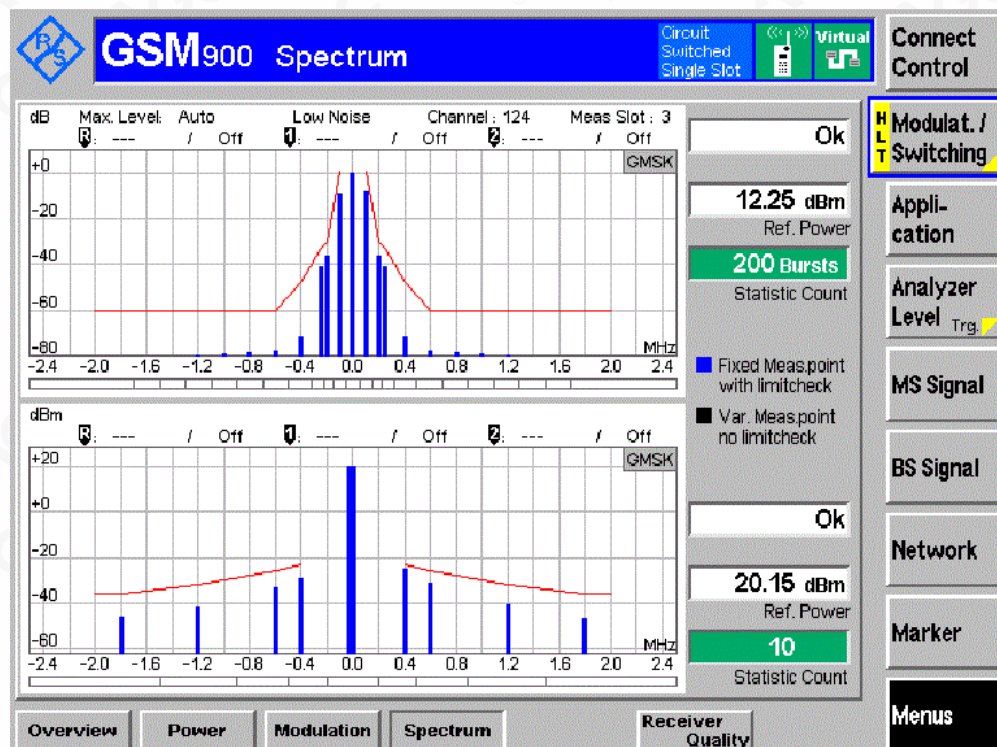 R&S
GSM900 Spectrum
Circuit
Switched
Single Slot
Virtual
Connect
Control
dB Max. Level: Auto Low Noise Channel : 124 Meas Slot : 3
R : --- / Off 1 : --- / Off 2 : --- / Off
GMSK
+0
-20
-40
-60
-80
MHz
-2.4 -2.0 -1.6 -1.2 -0.8 -0.4 0.0 0.4 0.8 1.2 1.6 2.0 2.4
Ok
12.25 dBm
Ref. Power
200 Bursts
Statistic Count
Fixed Meas.point
with limitcheck
Var. Meas.point
no limitcheck
dBm
R : --- / Off 1 : --- / Off 2 : --- / Off
GMSK
+20
+0
-20
-40
-60
MHz
-2.4 -2.0 -1.6 -1.2 -0.8 -0.4 0.0 0.4 0.8 1.2 1.6 2.0 2.4
Ok
20.15 dBm
Ref. Power
10
Statistic Count
HLT
Modulat. /
Switching
Appli-
cation
Analyzer
Level Trg.
MS Signal
BS Signal
Network
Marker
Menus
Overview
Power
Modulation
Spectrum
Receiver
Quality